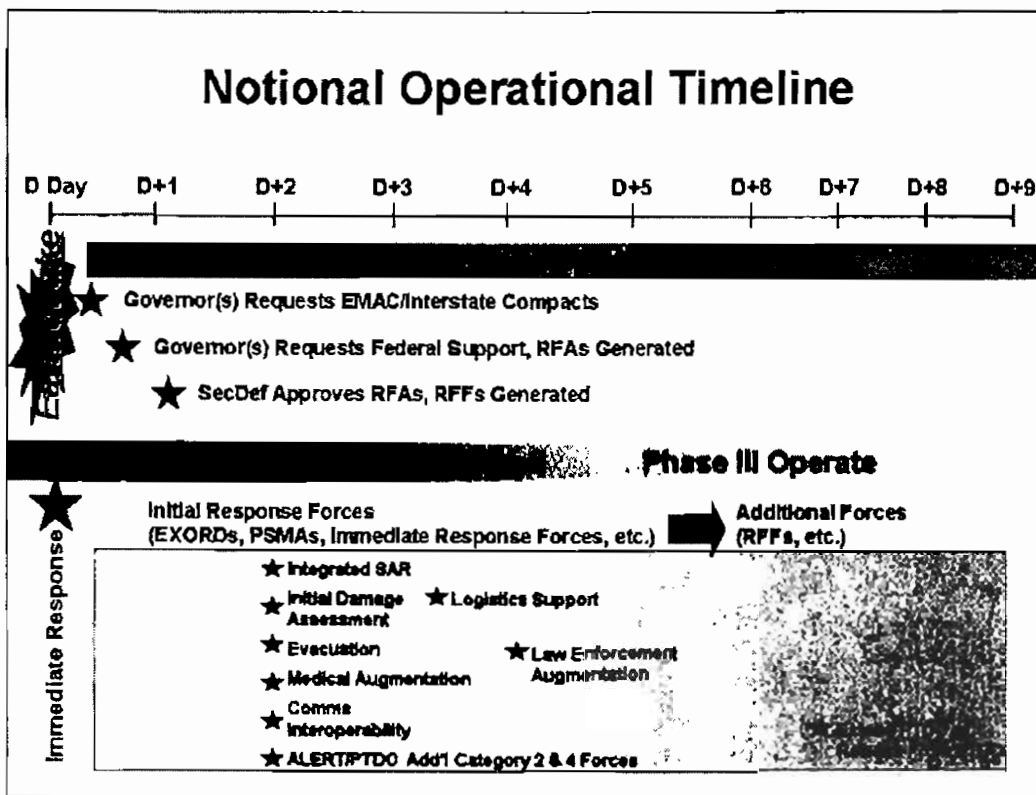 Notional Operational Timeline
D Day D+1 D+2 D+3 D+4 D+5 D+6 D+7 D+8 D+9
Earthquake
Governor(s) Requests EMAC/Interstate Compacts
Governor(s) Requests Federal Support, RFAs Generated
SecDef Approves RFAs, RFFs Generated
Phase III Operate
Immediate Response
Initial Response Forces
(EXORDs, PSMAs, Immediate Response Forces, etc.)
Additional Forces
(RFFs, etc.)
Integrated SAR
Initial Damage
Assessment
Logistics Support
Evacuation
Law Enforcement
Augmentation
Medical Augmentation
Comms
Interoperability
ALERT/PTDO Add'l Category 2 & 4 Forces